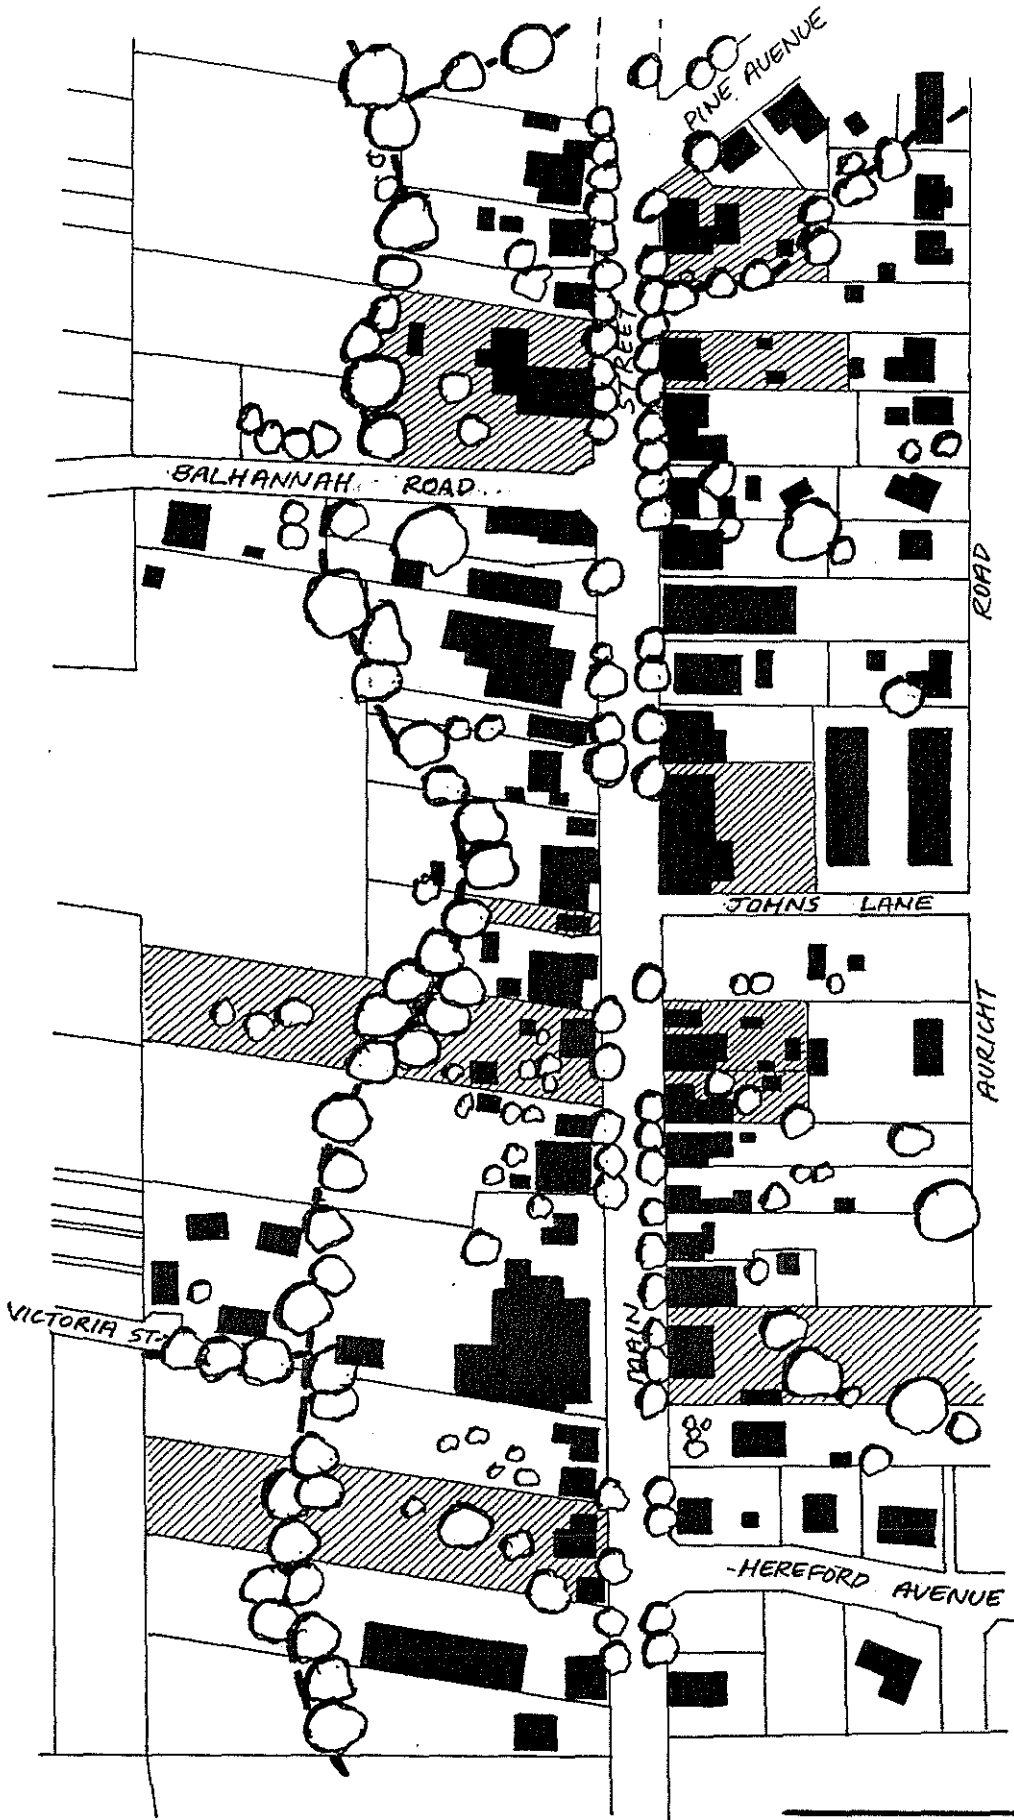 PINE AVENUE
STREET
BALHANNAH ROAD
ROAD
JOHNS LANE
AURICHT
MAIN
VICTORIA ST.
HEREFORD AVENUE